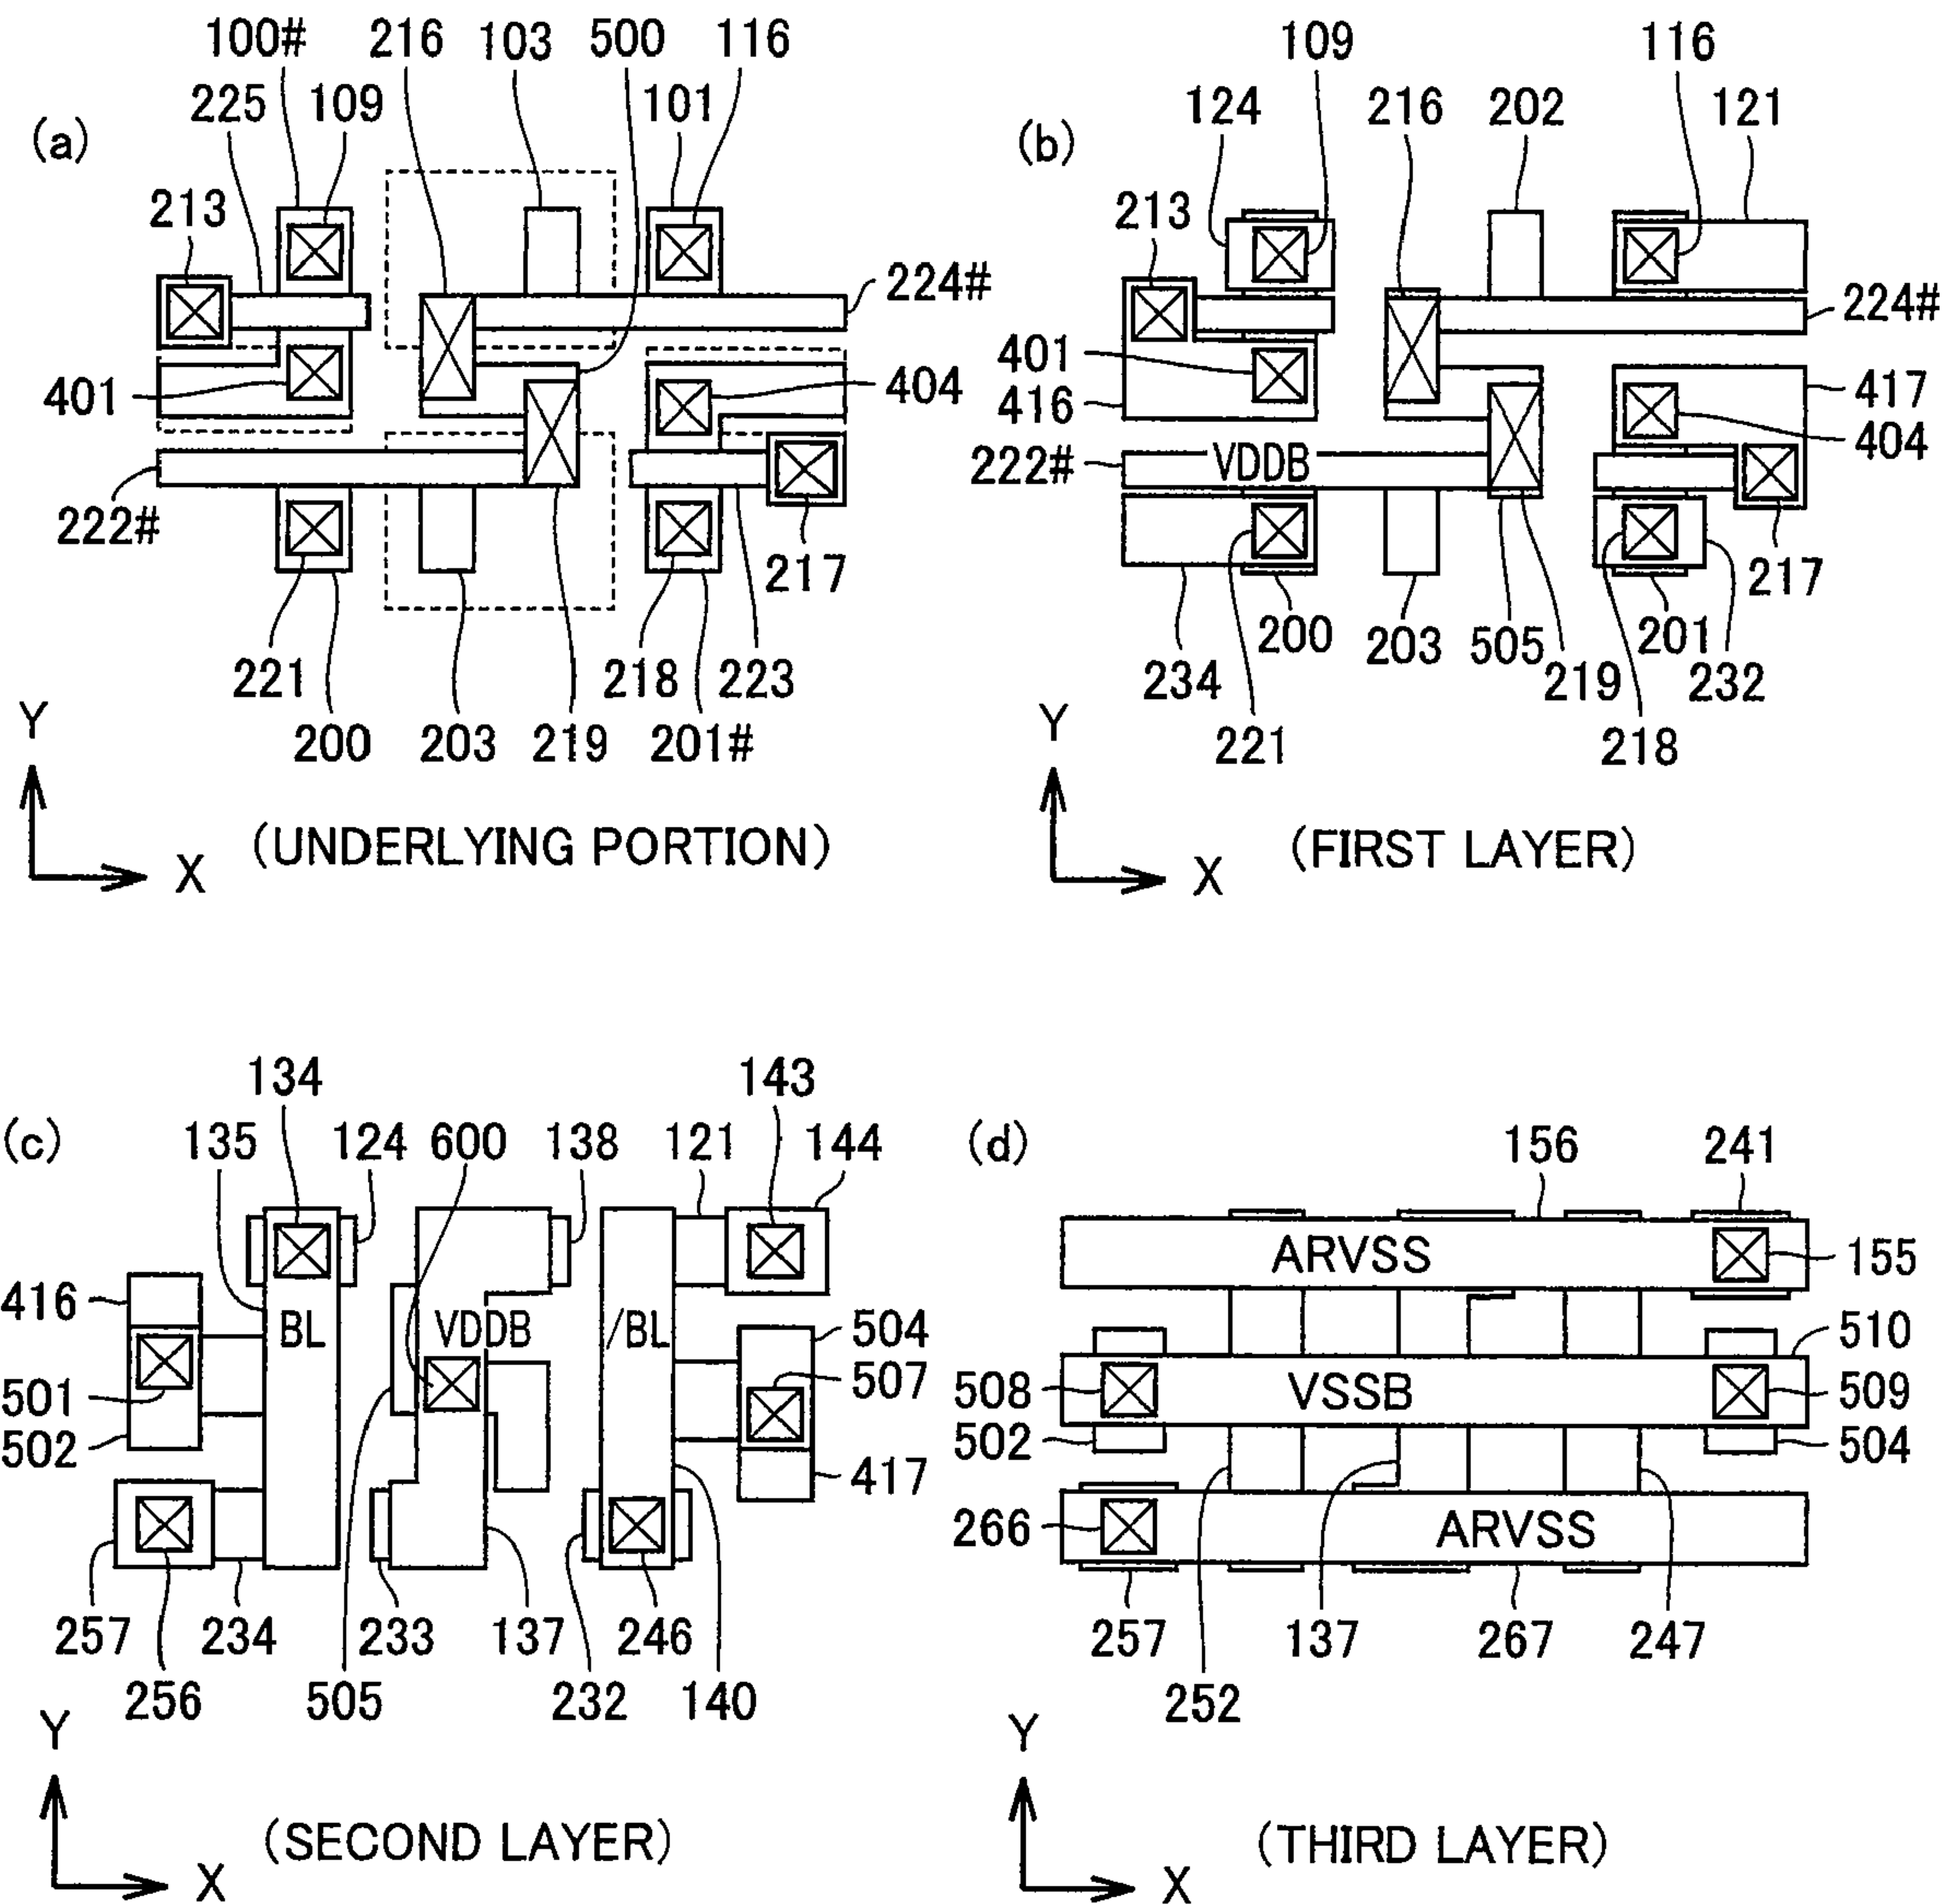 (a)
100# 216 103 500 116
225 109 101
213
224#
401 404
222#
217
221 218 223
200 203 219 201#
Y
X
(UNDERLYING PORTION)
(b)
109 116
124 216 202 121
213
224#
401
416
417
404
222# VDDB
217
200 203 505 201
234 219 232
221 218
Y
X
(FIRST LAYER)
(c)
134 143
135 124 600 138 121 144
416
BL VDDB /BL
504
501 507
502
417
257 234 233 137 246
256 505 232 140
Y
X
(SECOND LAYER)
(d)
156 241
ARVSS
155
510
508 VSSB 509
502 504
266 ARVSS
257 137 267 247
252
Y
X
(THIRD LAYER)